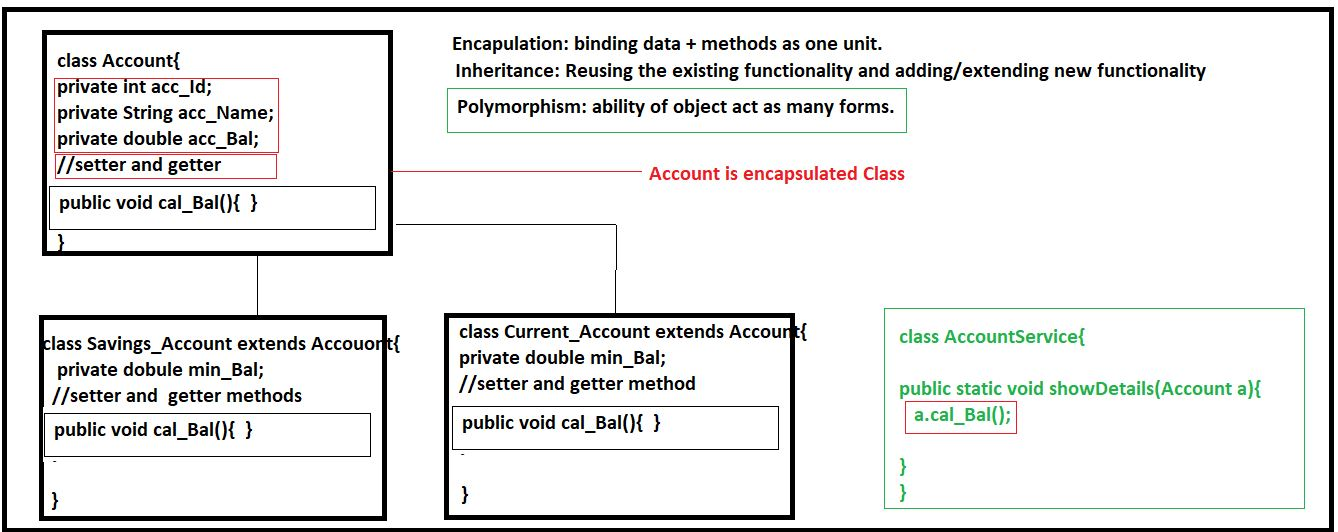 class Account{
private int acc_Id;
private String acc_Name;
private double acc_Bal;
//setter and getter
public void cal_Bal(){  }
}
Encapulation: binding data + methods as one unit.
Inheritance: Reusing the existing functionality and adding/extending new functionality
Polymorphism: ability of object act as many forms.
Account is encapsulated Class
class Savings_Account extends Accouont{
private dobule min_Bal;
//setter and  getter methods
public void cal_Bal(){  }
}
class Current_Account extends Account{
private double min_Bal;
//setter and getter method
public void cal_Bal(){  }
}
class AccountService{
public static void showDetails(Account a){
a.cal_Bal();
}
}